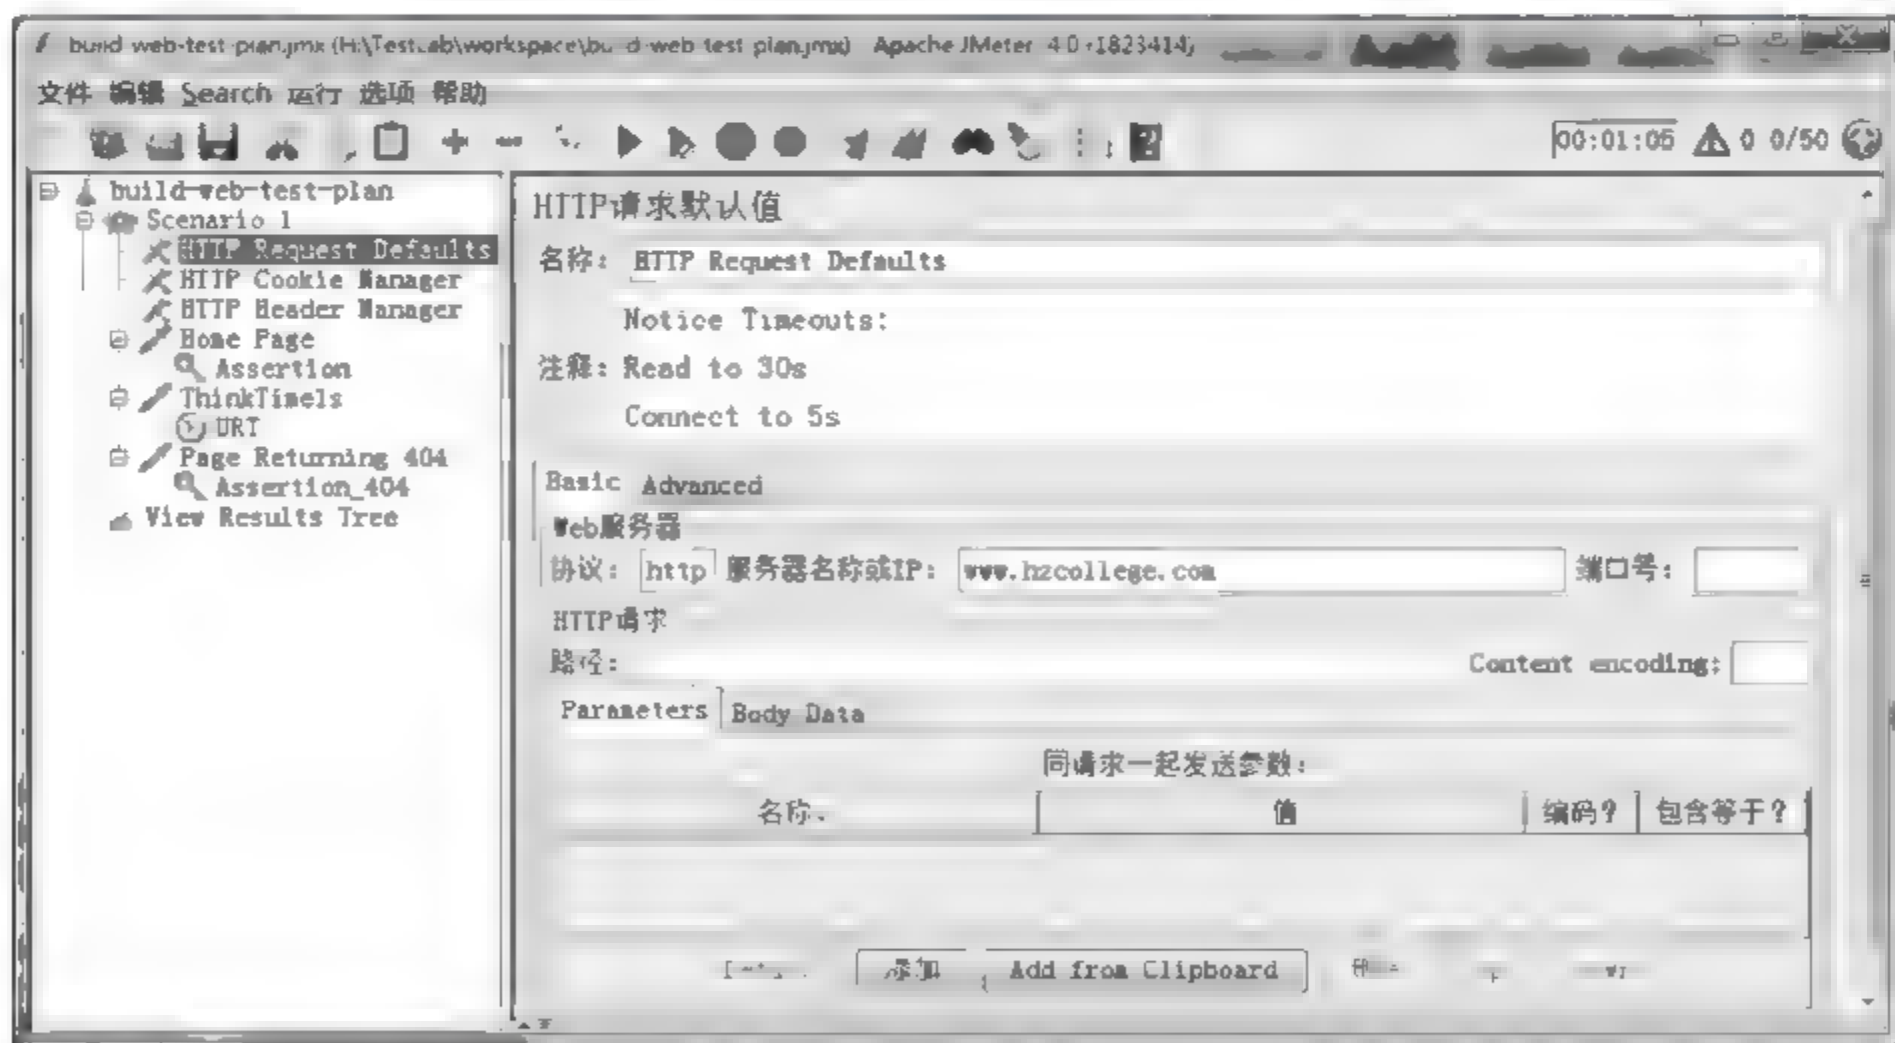 build-web-test-plan.jmx (H:\TestLab\workspace\build-web-test-plan.jmx) Apache JMeter (4.0 r1823414)
文件 编辑 Search 运行 选项 帮助
00:01:05 0 0/50
build-web-test-plan
Scenario 1
HTTP Request Defaults
HTTP Cookie Manager
HTTP Header Manager
Home Page
Assertion
ThinkTime1s
URT
Page Returning 404
Assertion_404
View Results Tree
HTTP请求默认值
名称: HTTP Request Defaults
Notice Timeouts:
注释: Read to 30s
Connect to 5s
Basic Advanced
Web服务器
协议: http 服务器名称或IP: www.hzcollege.com 端口号:
HTTP请求
路径: Content encoding:
Parameters Body Data
同请求一起发送参数:
名称: 值 编码? 包含等于?
添加 Add from Clipboard